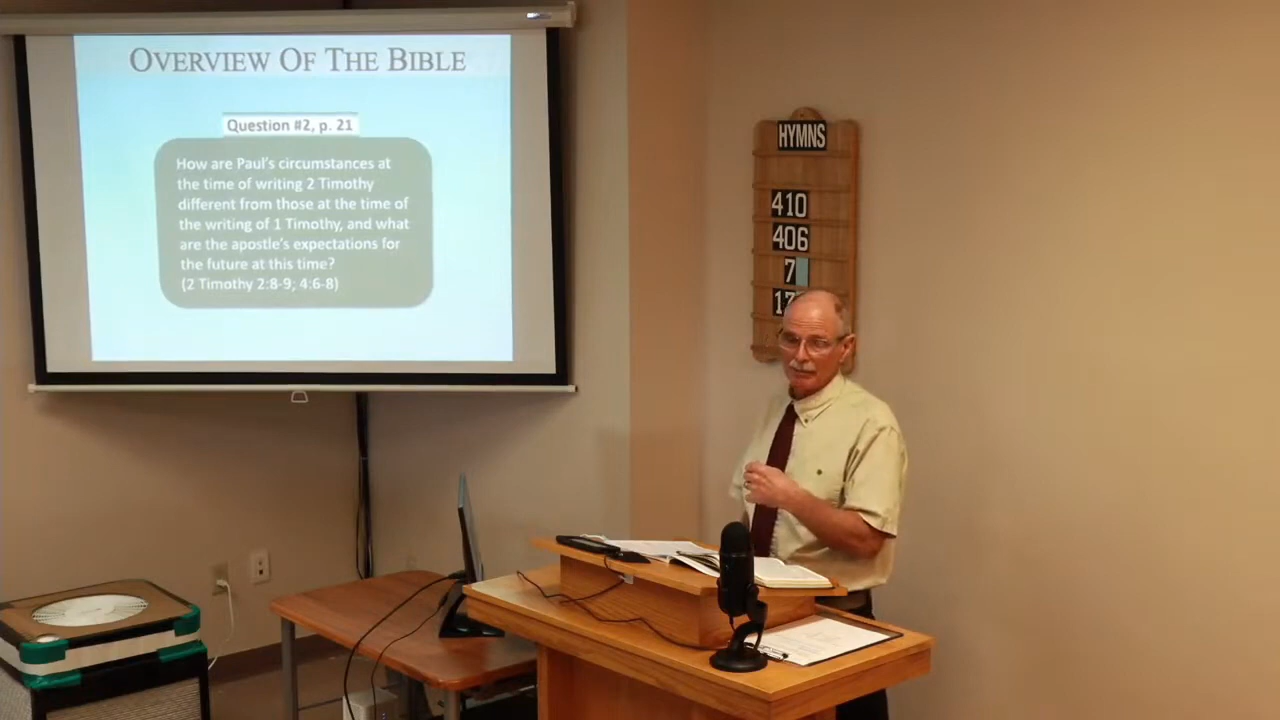 OVERVIEW OF THE BIBLE
Question #2, p. 21
How are Paul's circumstances at
the time of writing 2 Timothy
different from those at the time of
the writing of 1 Timothy, and what
are the apostle's expectations for
the future at this time?
(2 Timothy 2:8-9; 4:6-8)
HYMNS
410
406
7